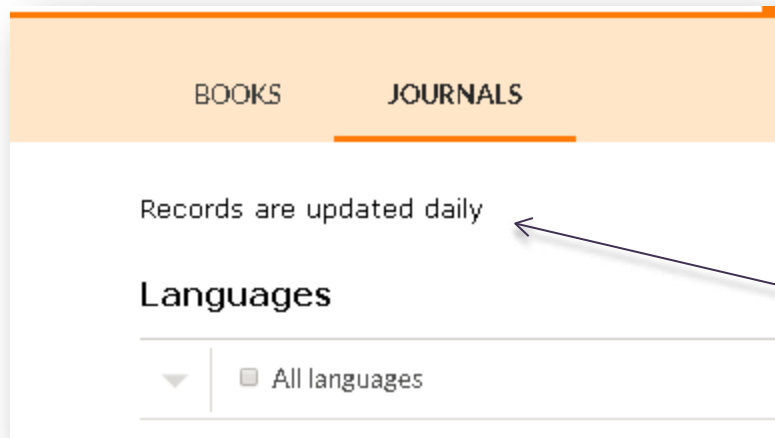 BOOKS JOURNALS
Records are updated daily
Languages
All languages